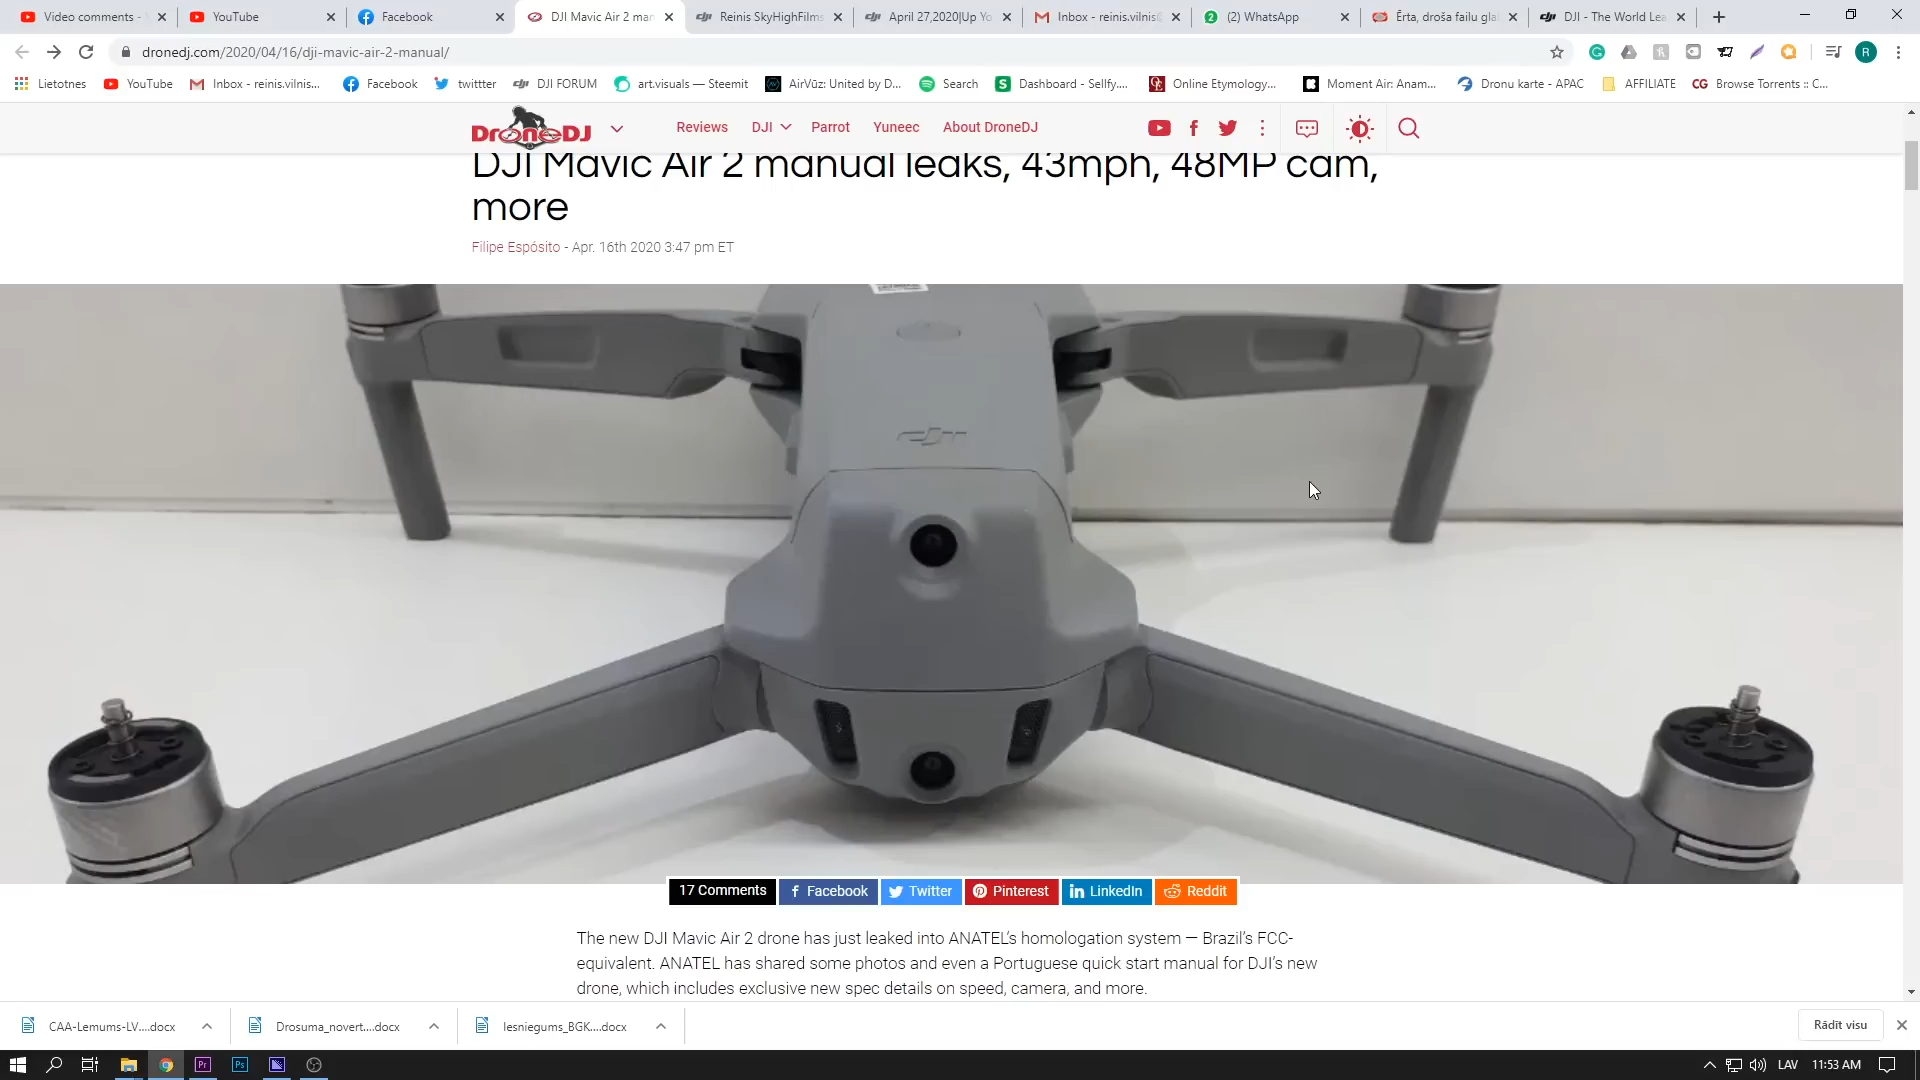 Video comments - Y
YouTube
Facebook
DJI Mavic Air 2 man
Reinis SkyHighFilms
April 27,2020|Up Yo
Inbox - reinis.vilnis@
(2) WhatsApp
Ērta, droša failu gla
DJI - The World Lea
dronedj.com/2020/04/16/dji-mavic-air-2-manual/
R
Lietotnes
YouTube
Inbox - reinis.vilnis...
Facebook
twittter
DJI FORUM
art.visuals — Steemit
AirVūz: United by D...
Search
Dashboard - Sellfy....
Online Etymology...
Moment Air: Anam...
Dronu karte - APAC
AFFILIATE
CG Browse Torrents :: C...
DRONEDJ
Reviews
DJI
Parrot
Yuneec
About DroneDJ
DJI Mavic Air 2 manual leaks, 43mph, 48MP cam,
more
Filipe Espósito - Apr. 16th 2020 3:47 pm ET
17 Comments
Facebook
Twitter
Pinterest
LinkedIn
Reddit
The new DJI Mavic Air 2 drone has just leaked into ANATEL's homologation system — Brazil's FCC-
equivalent. ANATEL has shared some photos and even a Portuguese quick start manual for DJI's new
drone, which includes exclusive new spec details on speed, camera, and more.
CAA-Lemums-LV....docx
Drosuma_novert....docx
Iesniegums_BGK....docx
Rādīt visu
Pr
Ps
LAV
11:53 AM